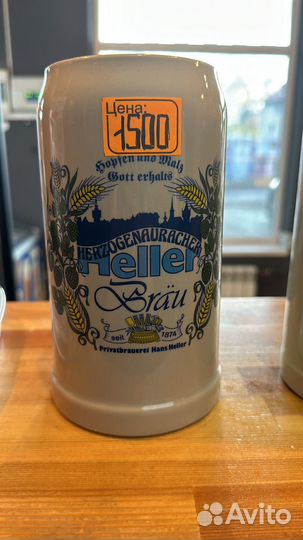 Цена:
1500
Hopfen und Malz
Gott erhalts
HERZOGENAURACHER
Heller
Bräu
seit 1874
Privatbrauerei Hans Heller
Avito